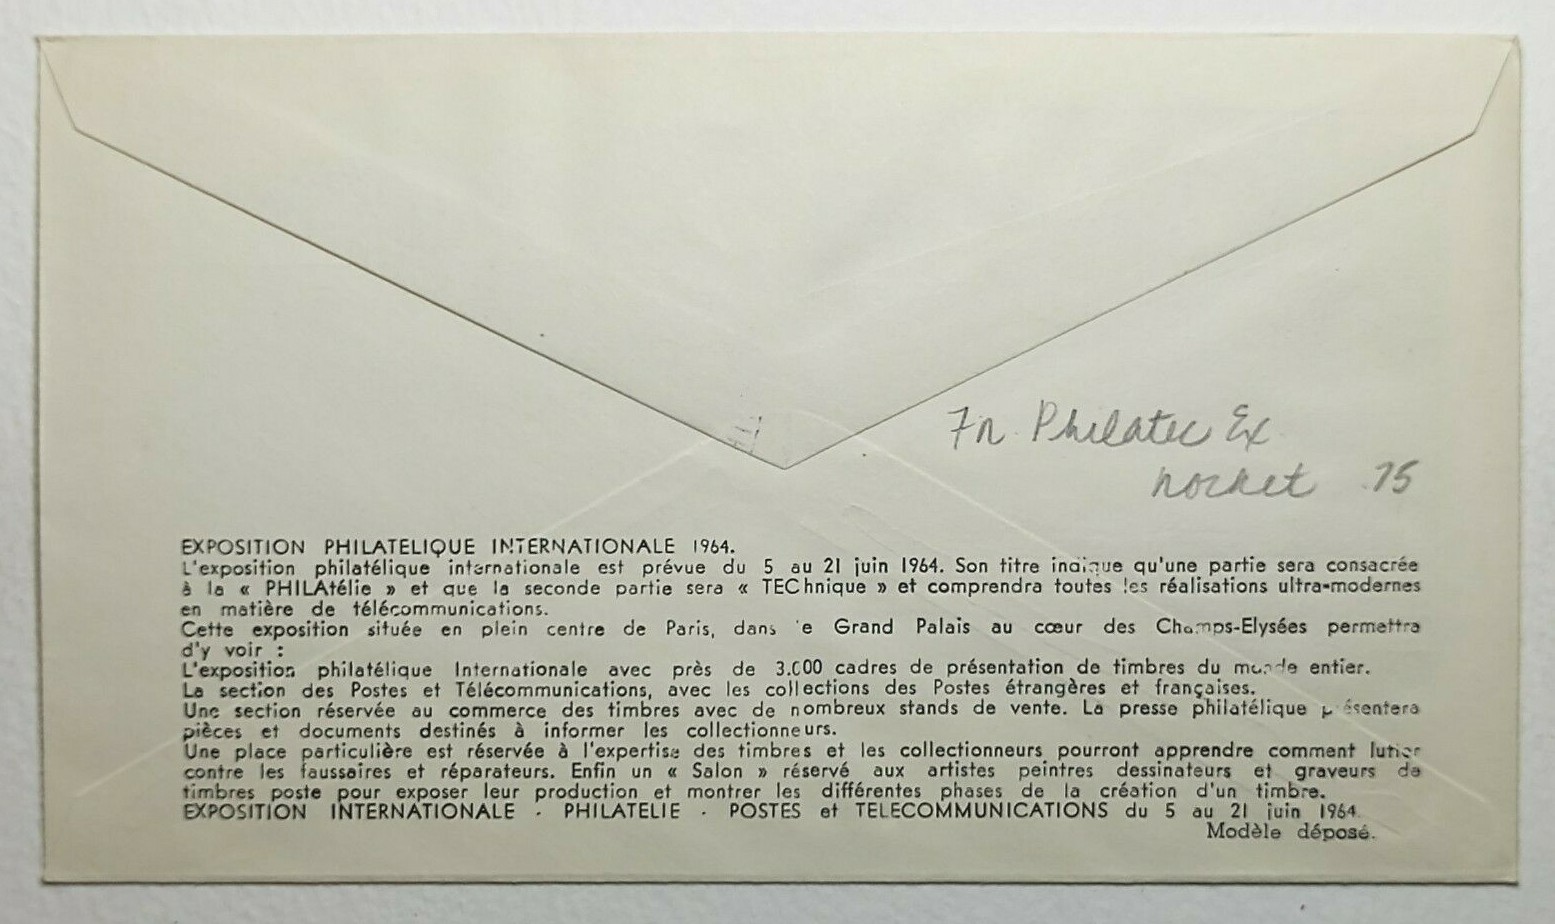 Fn Philatec Ex
Rocket .75
EXPOSITION PHILATELIQUE INTERNATIONALE 1964.
L'exposition philatélique internationale est prévue du 5 au 21 juin 1964. Son titre indique qu'une partie sera consacrée
à la « PHILAtélie » et que la seconde partie sera « TEChnique » et comprendra toutes les réalisations ultra-modernes
en matière de télécommunications.
Cette exposition située en plein centre de Paris, dans le Grand Palais au cœur des Champs-Elysées permettra
d'y voir :
L'exposition philatélique Internationale avec près de 3.000 cadres de présentation de timbres du monde entier.
La section des Postes et Télécommunications, avec les collections des Postes étrangères et françaises.
Une section réservée au commerce des timbres avec de nombreux stands de vente. La presse philatélique présentera
pièces et documents destinés à informer les collectionneurs.
Une place particulière est réservée à l'expertise des timbres et les collectionneurs pourront apprendre comment lutter
contre les faussaires et réparateurs. Enfin un « Salon » réservé aux artistes peintres dessinateurs et graveurs de
timbres poste pour exposer leur production et montrer les différentes phases de la création d'un timbre.
EXPOSITION INTERNATIONALE - PHILATELIE - POSTES et TELECOMMUNICATIONS du 5 au 21 juin 1964.
Modèle déposé.